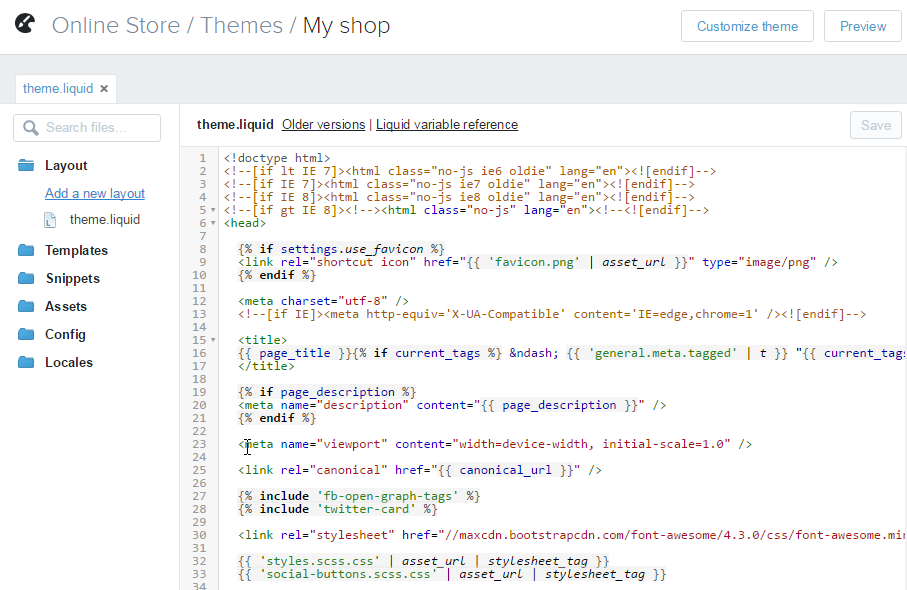 Online Store / Themes / My shop
Customize theme
Preview
theme.liquid ×
Search files...
theme.liquid Older versions | Liquid variable reference
Save
Layout
Add a new layout
theme.liquid
Templates
Snippets
Assets
Config
Locales
1 <!doctype html>
2 <!--[if lt IE 7]><html class="no-js ie6 oldie" lang="en"><![endif]-->
3 <!--[if IE 7]><html class="no-js ie7 oldie" lang="en"><![endif]-->
4 <!--[if IE 8]><html class="no-js ie8 oldie" lang="en"><![endif]-->
5 <!--[if gt IE 8]><!--><html class="no-js" lang="en"><!--<![endif]-->
6 <head>
7
8 {% if settings.use_favicon %}
9 <link rel="shortcut icon" href="{{ 'favicon.png' | asset_url }}" type="image/png" />
10 {% endif %}
11
12 <meta charset="utf-8" />
13 <!--[if IE]><meta http-equiv='X-UA-Compatible' content='IE=edge,chrome=1' /><![endif]-->
14
15 <title>
16 {{ page_title }}{% if current_tags %} &ndash; {{ 'general.meta.tagged' | t }} "{{ current_tags
17 </title>
18
19 {% if page_description %}
20 <meta name="description" content="{{ page_description }}" />
21 {% endif %}
22
23 <meta name="viewport" content="width=device-width, initial-scale=1.0" />
24
25 <link rel="canonical" href="{{ canonical_url }}" />
26
27 {% include 'fb-open-graph-tags' %}
28 {% include 'twitter-card' %}
29
30 <link rel="stylesheet" href="//maxcdn.bootstrapcdn.com/font-awesome/4.3.0/css/font-awesome.min
31
32 {{ 'styles.scss.css' | asset_url | stylesheet_tag }}
33 {{ 'social-buttons.scss.css' | asset_url | stylesheet_tag }}
34